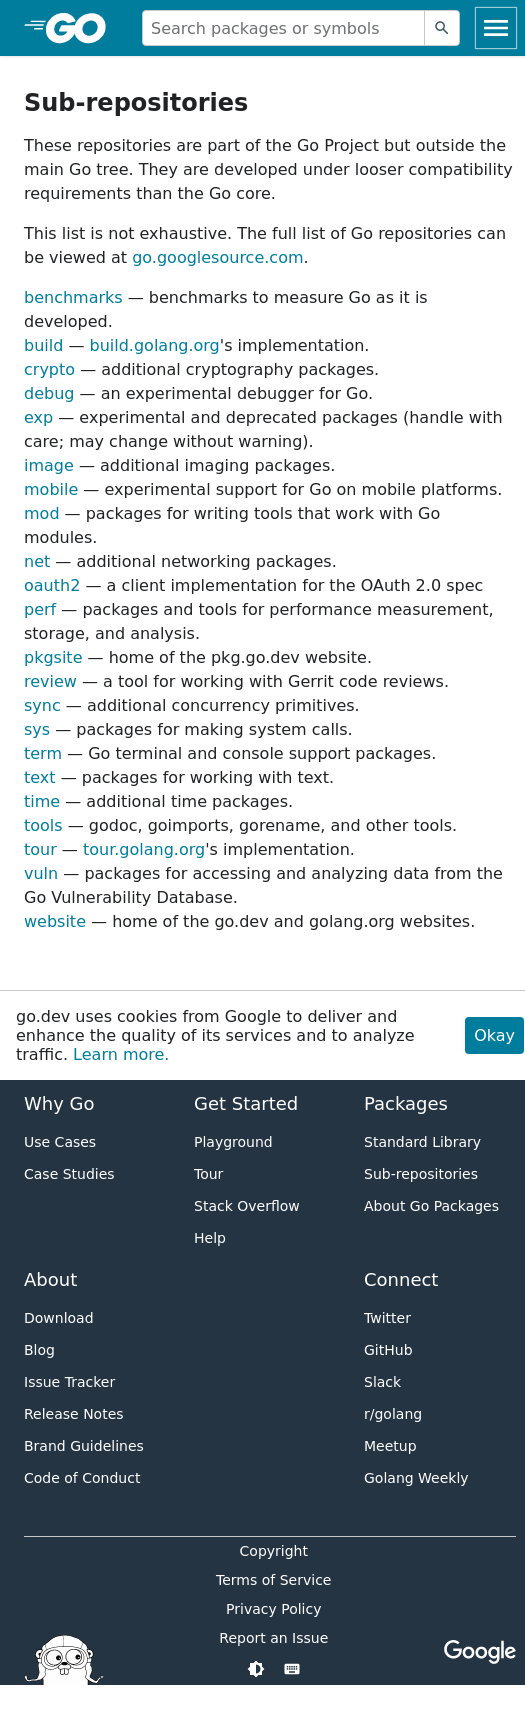 GO
Search packages or symbols
Sub-repositories
These repositories are part of the Go Project but outside the
main Go tree. They are developed under looser compatibility
requirements than the Go core.
This list is not exhaustive. The full list of Go repositories can
be viewed at go.googlesource.com.
benchmarks — benchmarks to measure Go as it is
developed.
build — build.golang.org's implementation.
crypto — additional cryptography packages.
debug — an experimental debugger for Go.
exp — experimental and deprecated packages (handle with
care; may change without warning).
image — additional imaging packages.
mobile — experimental support for Go on mobile platforms.
mod — packages for writing tools that work with Go
modules.
net — additional networking packages.
oauth2 — a client implementation for the OAuth 2.0 spec
perf — packages and tools for performance measurement,
storage, and analysis.
pkgsite — home of the pkg.go.dev website.
review — a tool for working with Gerrit code reviews.
sync — additional concurrency primitives.
sys — packages for making system calls.
term — Go terminal and console support packages.
text — packages for working with text.
time — additional time packages.
tools — godoc, goimports, gorename, and other tools.
tour — tour.golang.org's implementation.
vuln — packages for accessing and analyzing data from the
Go Vulnerability Database.
website — home of the go.dev and golang.org websites.
go.dev uses cookies from Google to deliver and
enhance the quality of its services and to analyze
traffic. Learn more.
Okay
Why Go
Use Cases
Case Studies
Get Started
Playground
Tour
Stack Overflow
Help
Packages
Standard Library
Sub-repositories
About Go Packages
About
Download
Blog
Issue Tracker
Release Notes
Brand Guidelines
Code of Conduct
Connect
Twitter
GitHub
Slack
r/golang
Meetup
Golang Weekly
Copyright
Terms of Service
Privacy Policy
Report an Issue
Google